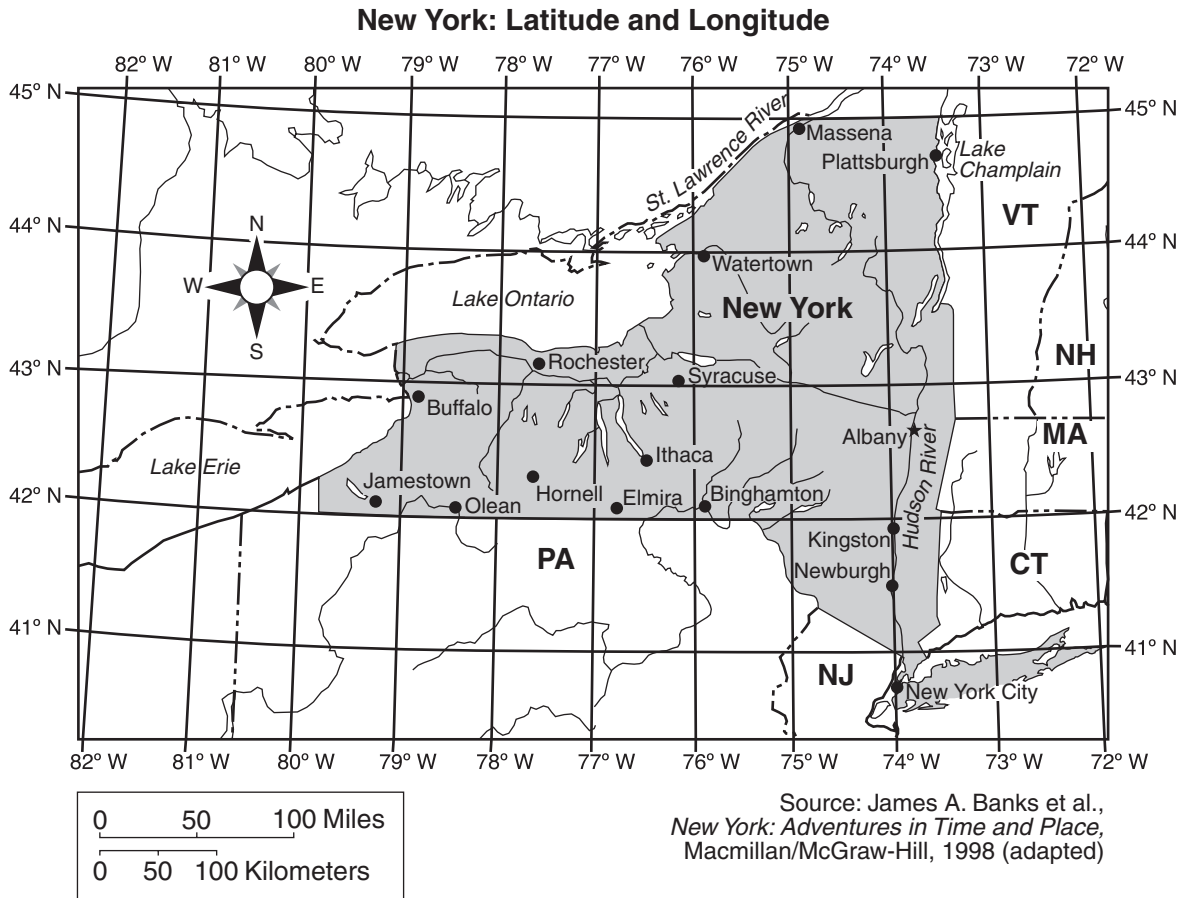 New York: Latitude and Longitude
82° W 81° W 80° W 79° W 78° W 77° W 76° W 75° W 74° W 73° W 72° W
45° N
45° N
St. Lawrence River
Massena
Plattsburgh
Lake
Champlain
VT
44° N
44° N
N
W
E
S
Watertown
Lake Ontario
New York
NH
Rochester
43° N
43° N
Syracuse
Buffalo
Albany
MA
Hudson River
Lake Erie
Ithaca
Jamestown
Hornell
Elmira
Binghamton
42° N
42° N
Olean
Kingston
PA
CT
Newburgh
41° N
41° N
NJ
New York City
82° W 81° W 80° W 79° W 78° W 77° W 76° W 75° W 74° W 73° W 72° W
0 50 100 Miles
0 50 100 Kilometers
Source: James A. Banks et al.,
New York: Adventures in Time and Place,
Macmillan/McGraw-Hill, 1998 (adapted)